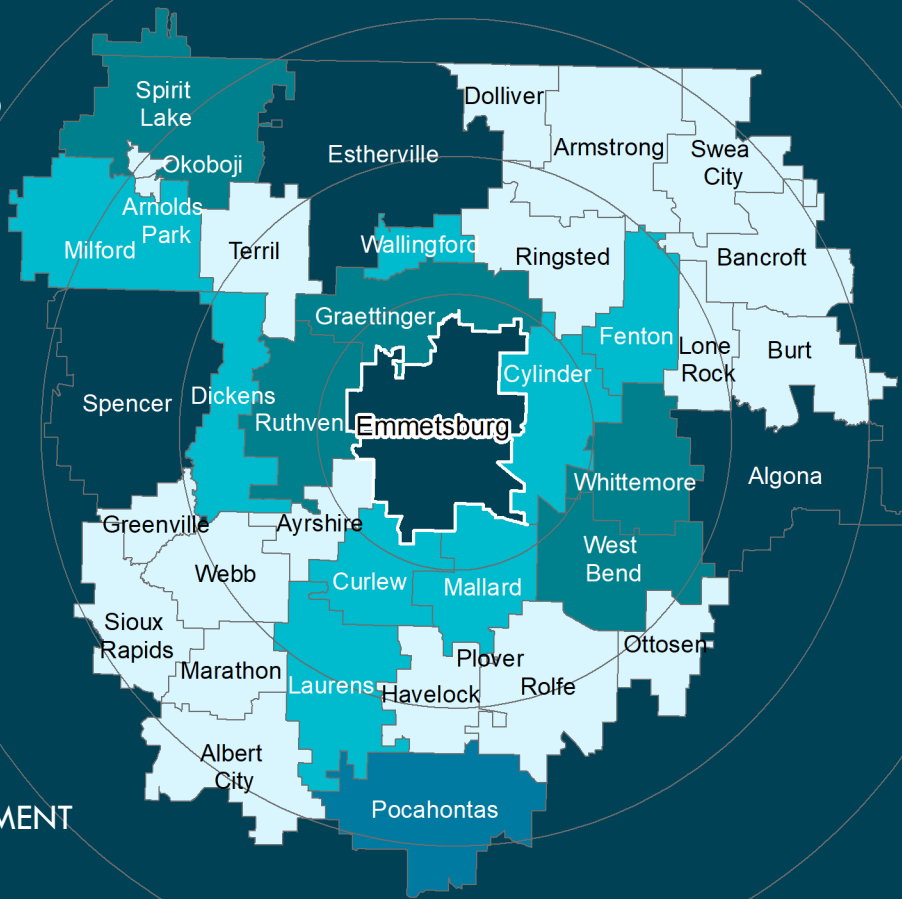 Spirit
Lake
Dolliver
Estherville
Armstrong
Swea
City
Okoboji
Arnolds
Park
Milford
Terril
Wallingford
Ringsted
Bancroft
Graettinger
Fenton
Lone
Rock
Burt
Cylinder
Spencer
Dickens
Ruthven
Emmetsburg
Whittemore
Algona
Greenville
Ayrshire
West
Bend
Webb
Curlew
Mallard
Sioux
Rapids
Ottosen
Plover
Marathon
Laurens
Havelock
Rolfe
Albert
City
Pocahontas
MENT